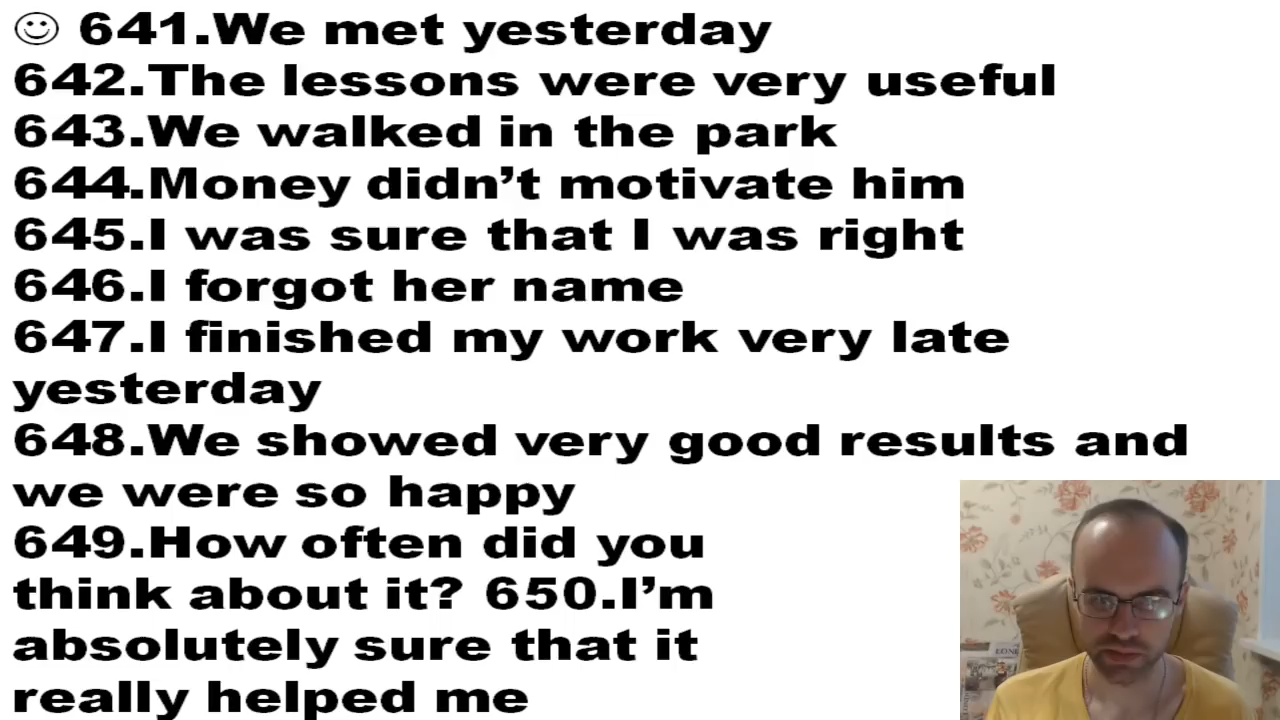 ☺ 641.We met yesterday
642.The lessons were very useful
643.We walked in the park
644.Money didn’t motivate him
645.I was sure that I was right
646.I forgot her name
647.I finished my work very late
yesterday
648.We showed very good results and
we were so happy
649.How often did you
think about it? 650.I’m
absolutely sure that it
really helped me